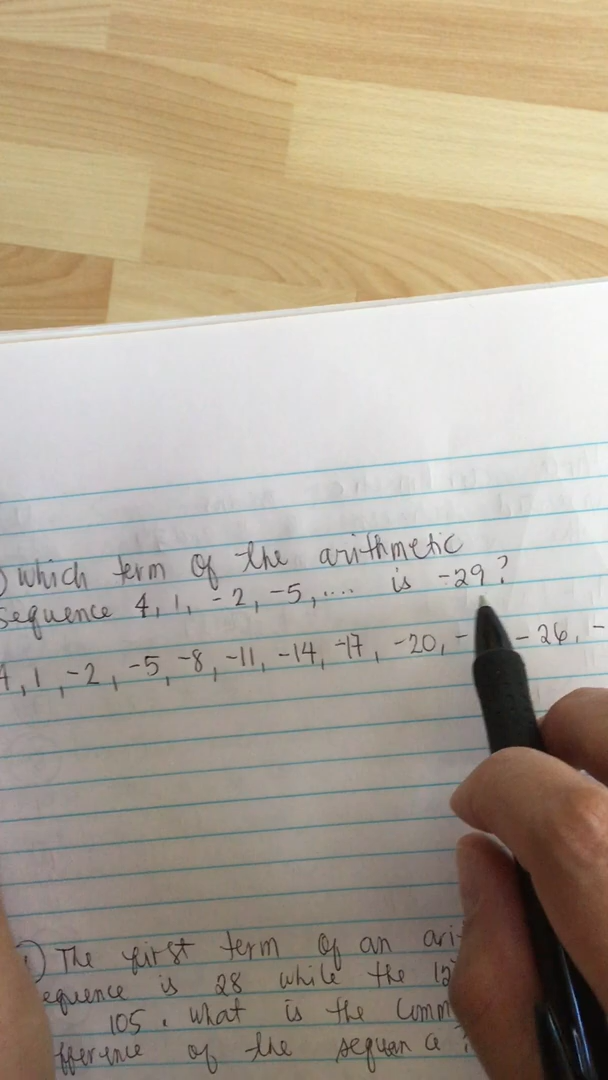 ) Which term of the arithmetic
sequence 4, 1, -2, -5, .... is -29?
4, 1, -2, -5, -8, -11, -14, -17, -20, - -26, -
The first term of an ari
equence is 28 while the 12
105. what is the comm
fference of the sequence?